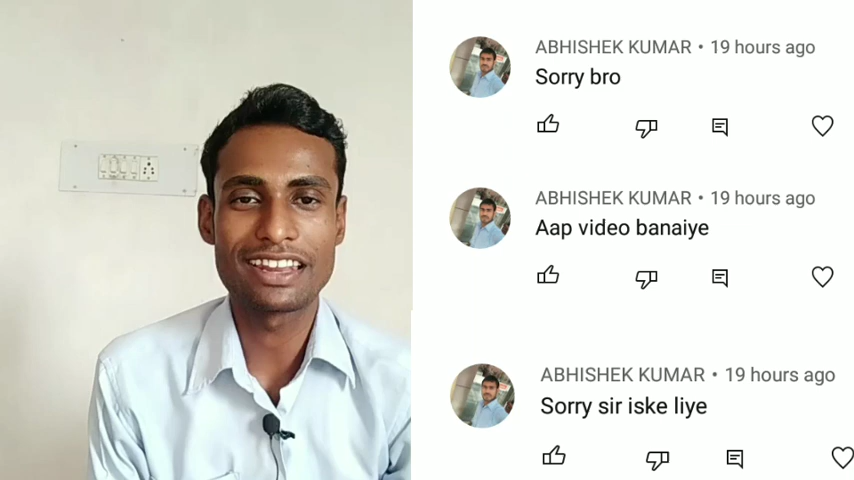 ABHISHEK KUMAR • 19 hours ago
Sorry bro
ABHISHEK KUMAR • 19 hours ago
Aap video banaiye
ABHISHEK KUMAR • 19 hours ago
Sorry sir iske liye